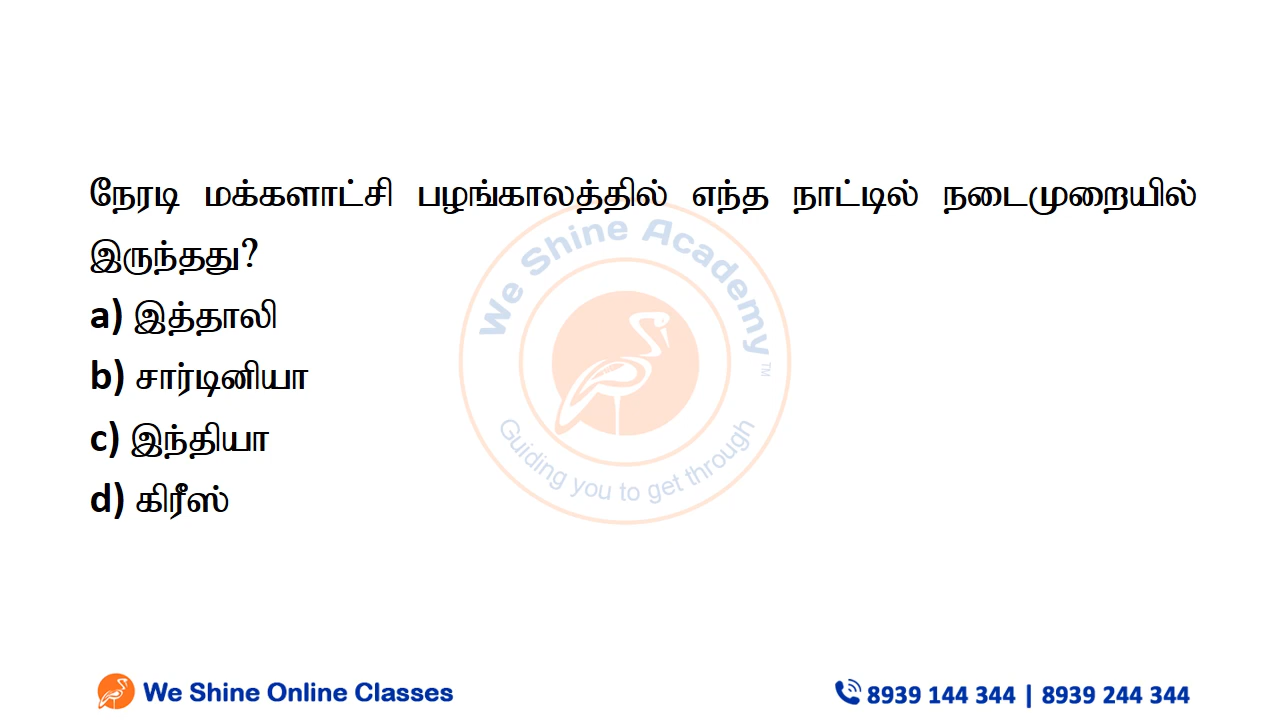 நேரடி மக்களாட்சி பழங்காலத்தில் எந்த நாட்டில் நடைமுறையில்
இருந்தது?
a) இத்தாலி
b) சார்டினியா
c) இந்தியா
d) கிரீஸ்
We Shine Academy
TM
Guiding you to get through
We Shine Online Classes
8939 144 344 | 8939 244 344